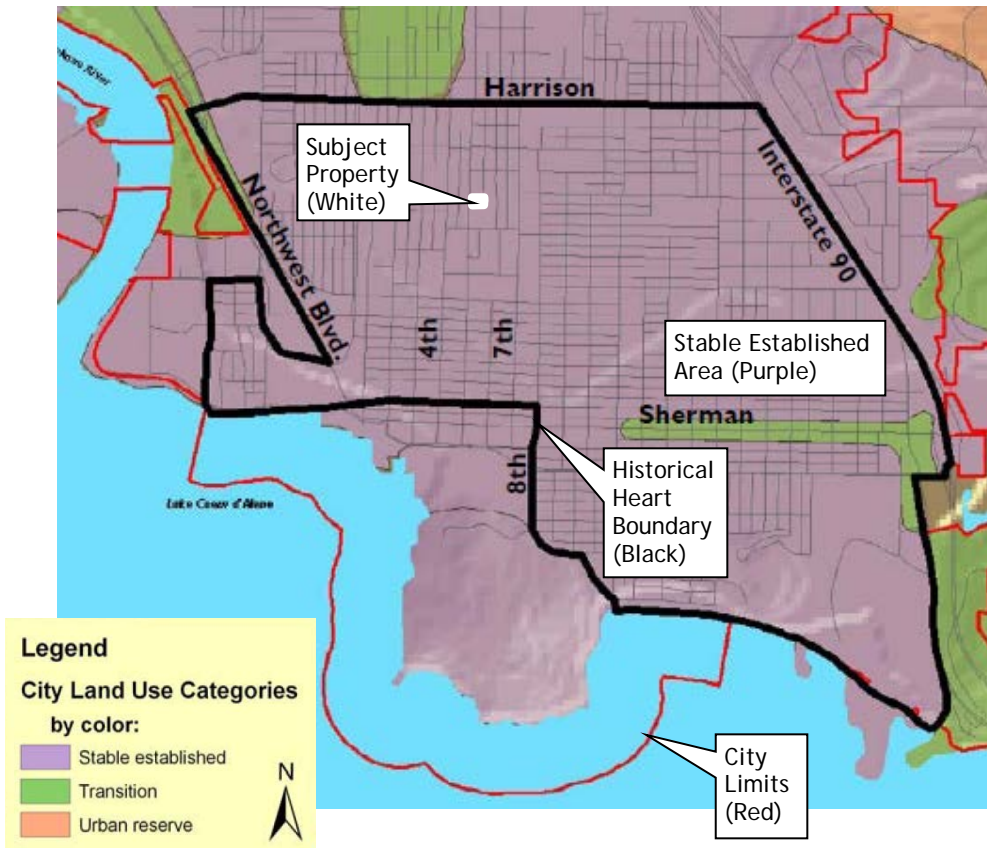 Harrison
Subject
Property
(White)
River
Northwest Blvd.
Interstate 90
4th
7th
Stable Established
Area (Purple)
Sherman
8th
Historical
Heart
Boundary
(Black)
Lake Coeur d'Alene
Legend
City Land Use Categories
by color:
Stable established
Transition
Urban reserve
N
City
Limits
(Red)